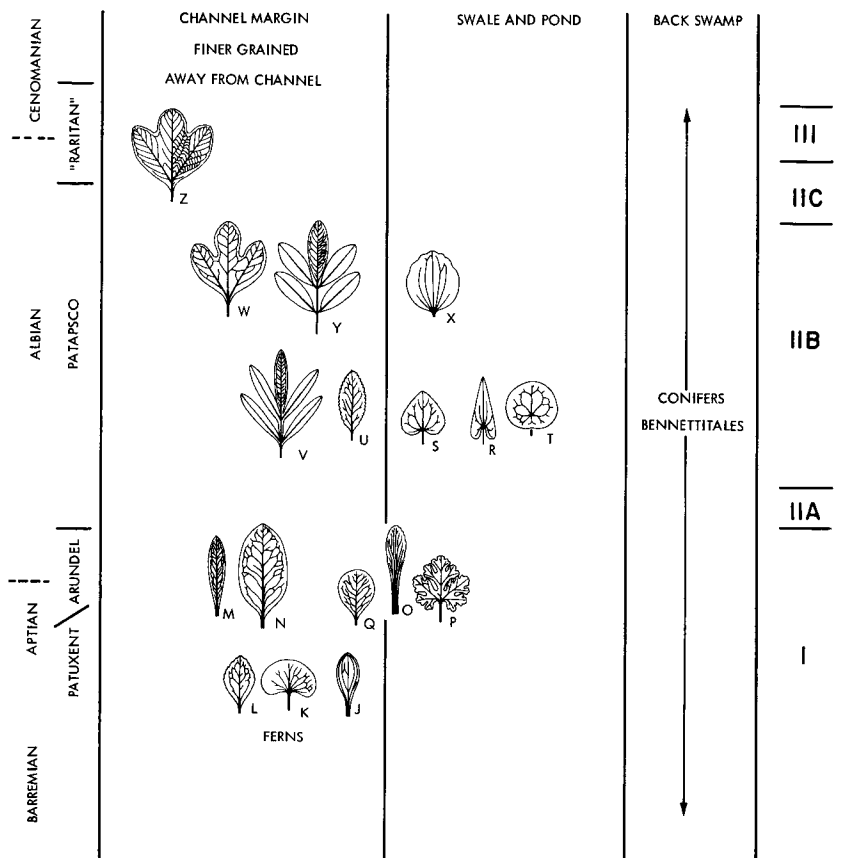 CHANNEL MARGIN
FINER GRAINED
AWAY FROM CHANNEL
SWALE AND POND
BACK SWAMP
CENOMANIAN
"RARITAN"
III
Z
IIC
ALBIAN
PATAPSCO
W
Y
X
IIB
V
U
S
R
T
CONIFERS
BENNETTITALES
IIA
ARUNDEL
M
N
Q
O
P
APTIAN
PATUXENT
I
L
K
J
FERNS
BARREMIAN